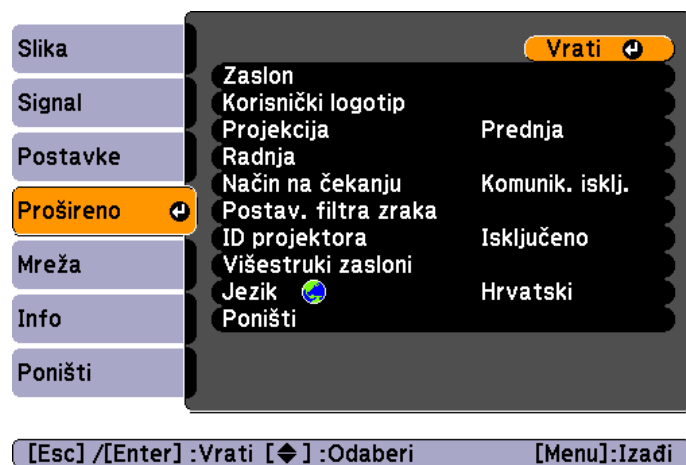 Slika
Signal
Postavke
Prošireno
Mreža
Info
Poništi
Vrati
Zaslon
Korisnički logotip
Projekcija Prednja
Radnja
Način na čekanju Komunik. isklj.
Postav. filtra zraka
ID projektora Isključeno
Višestruki zasloni
Jezik Hrvatski
Poništi
[Esc] /[Enter] :Vrati [◆] :Odaberi [Menu]:Izađi